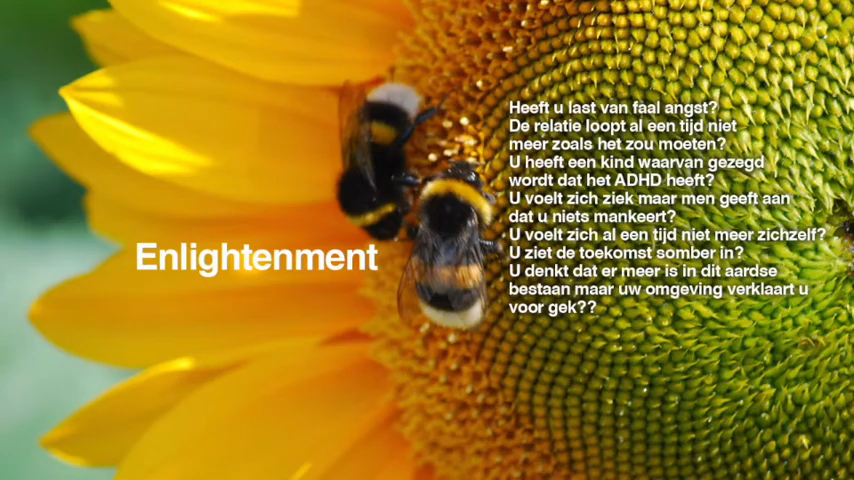 Enlightenment
Heeft u last van faal angst?
De relatie loopt al een tijd niet
meer zoals het zou moeten?
U heeft een kind waarvan gezegd
wordt dat het ADHD heeft?
U voelt zich ziek maar men geeft aan
dat u niets mankeert?
U voelt zich al een tijd niet meer zichzelf?
U ziet de toekomst somber in?
U denkt dat er meer is in dit aardse
bestaan maar uw omgeving verklaart u
voor gek??